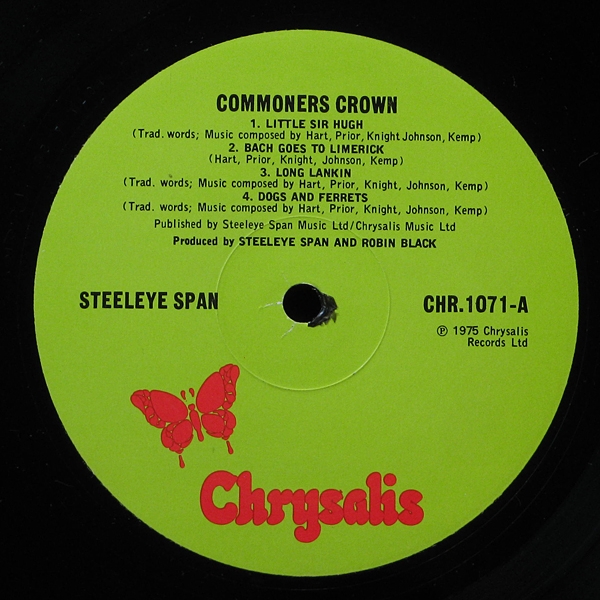 COMMONERS CROWN
1. LITTLE SIR HUGH
(Trad. words; Music composed by Hart, Prior, Knight Johnson, Kemp)
2. BACH GOES TO LIMERICK
(Hart, Prior, Knight, Johnson, Kemp)
3. LONG LANKIN
(Trad. words; Music composed by Hart, Prior, Knight, Johnson, Kemp)
4. DOGS AND FERRETS
(Trad. words; Music composed by Hart, Prior, Knight, Johnson, Kemp)
Published by Steeleye Span Music Ltd/Chrysalis Music Ltd
Produced by STEELEYE SPAN AND ROBIN BLACK
STEELEYE SPAN
CHR.1071-A
℗ 1975 Chrysalis
Records Ltd
Chrysalis